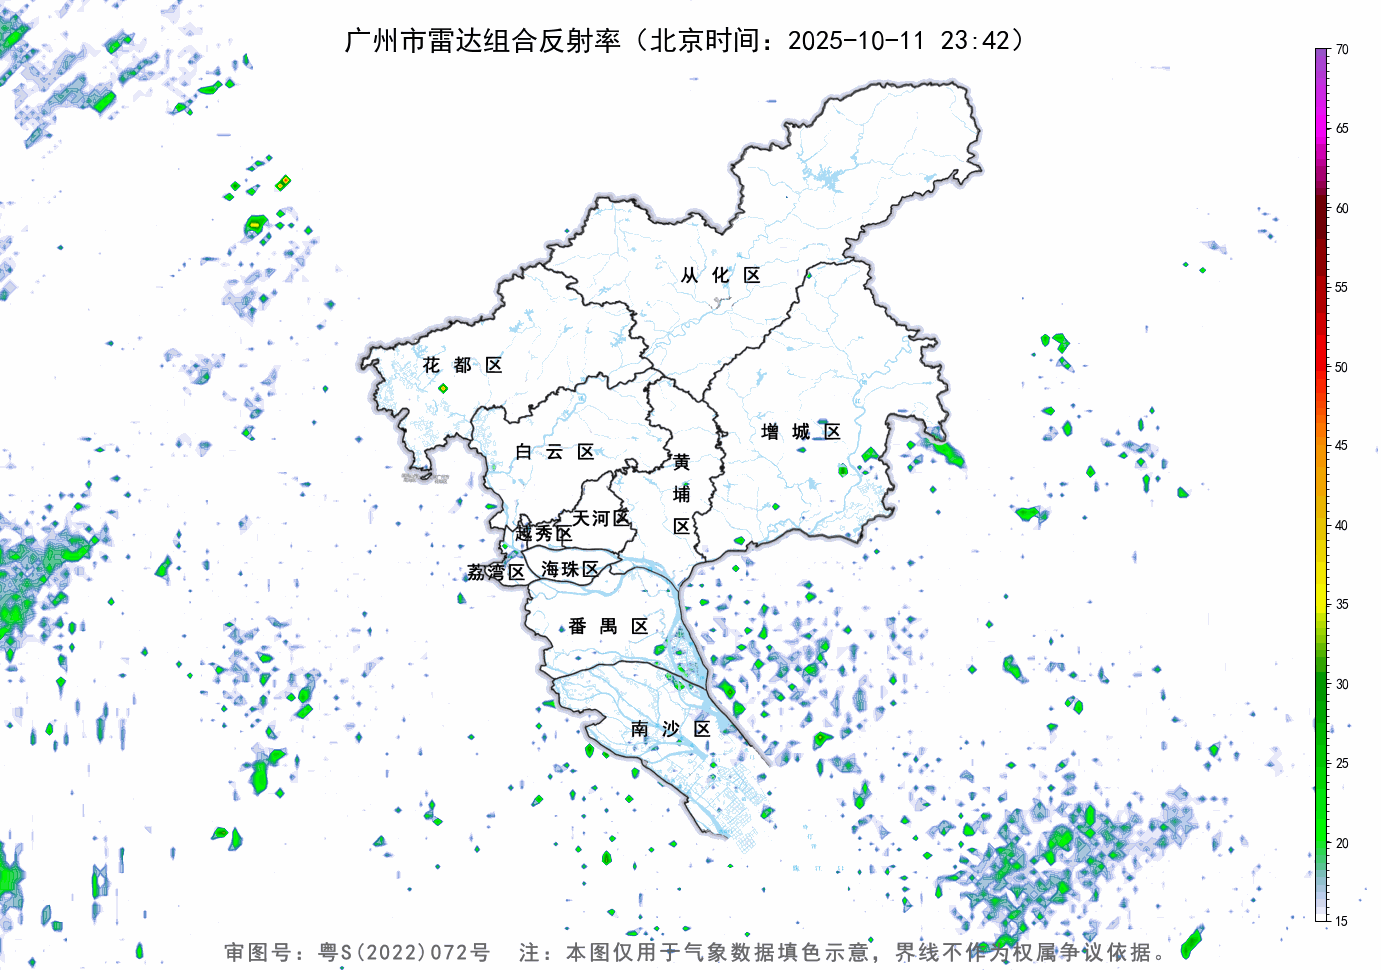 广州市雷达组合反射率（北京时间：2025-10-11 23:42）
70
65
60
55
50
45
40
35
30
25
20
15
从化区
花都区
增城区
白云区
黄埔区
天河区
越秀区
荔湾区
海珠区
番禺区
南沙区
审图号：粤S(2022)072号 注：本图仅用于气象数据填色示意，界线不作为权属争议依据。